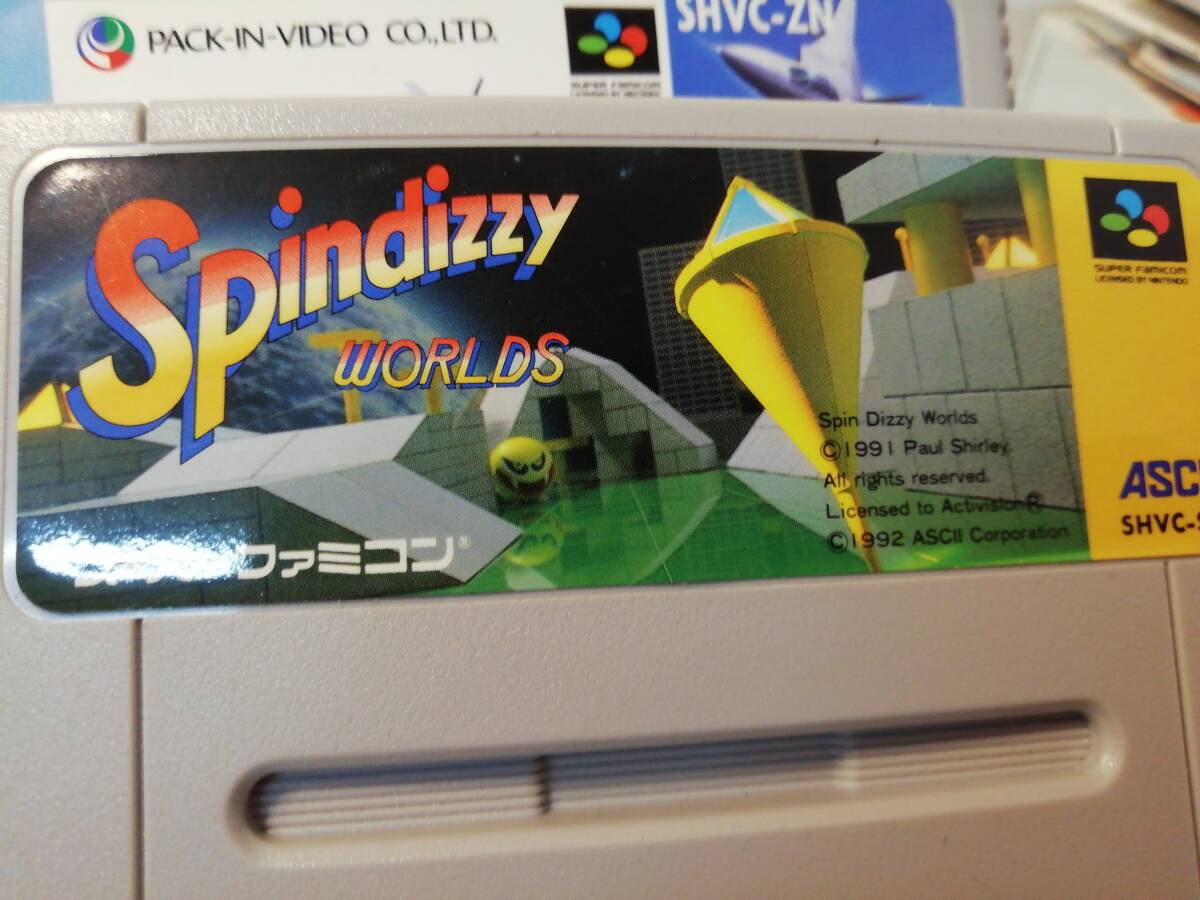 PACK-IN-VIDEO CO.,LTD.
SUPER FAMICOM
SHVC-ZN
Spindizzy
WORLDS
SUPER FAMICOM
LICENSED BY NINTENDO
Spin Dizzy Worlds
©1991 Paul Shirley.
All rights reserved.
Licensed to Activision®
©1992 ASCII Corporation
ASC
SHVC-
ファミコン®